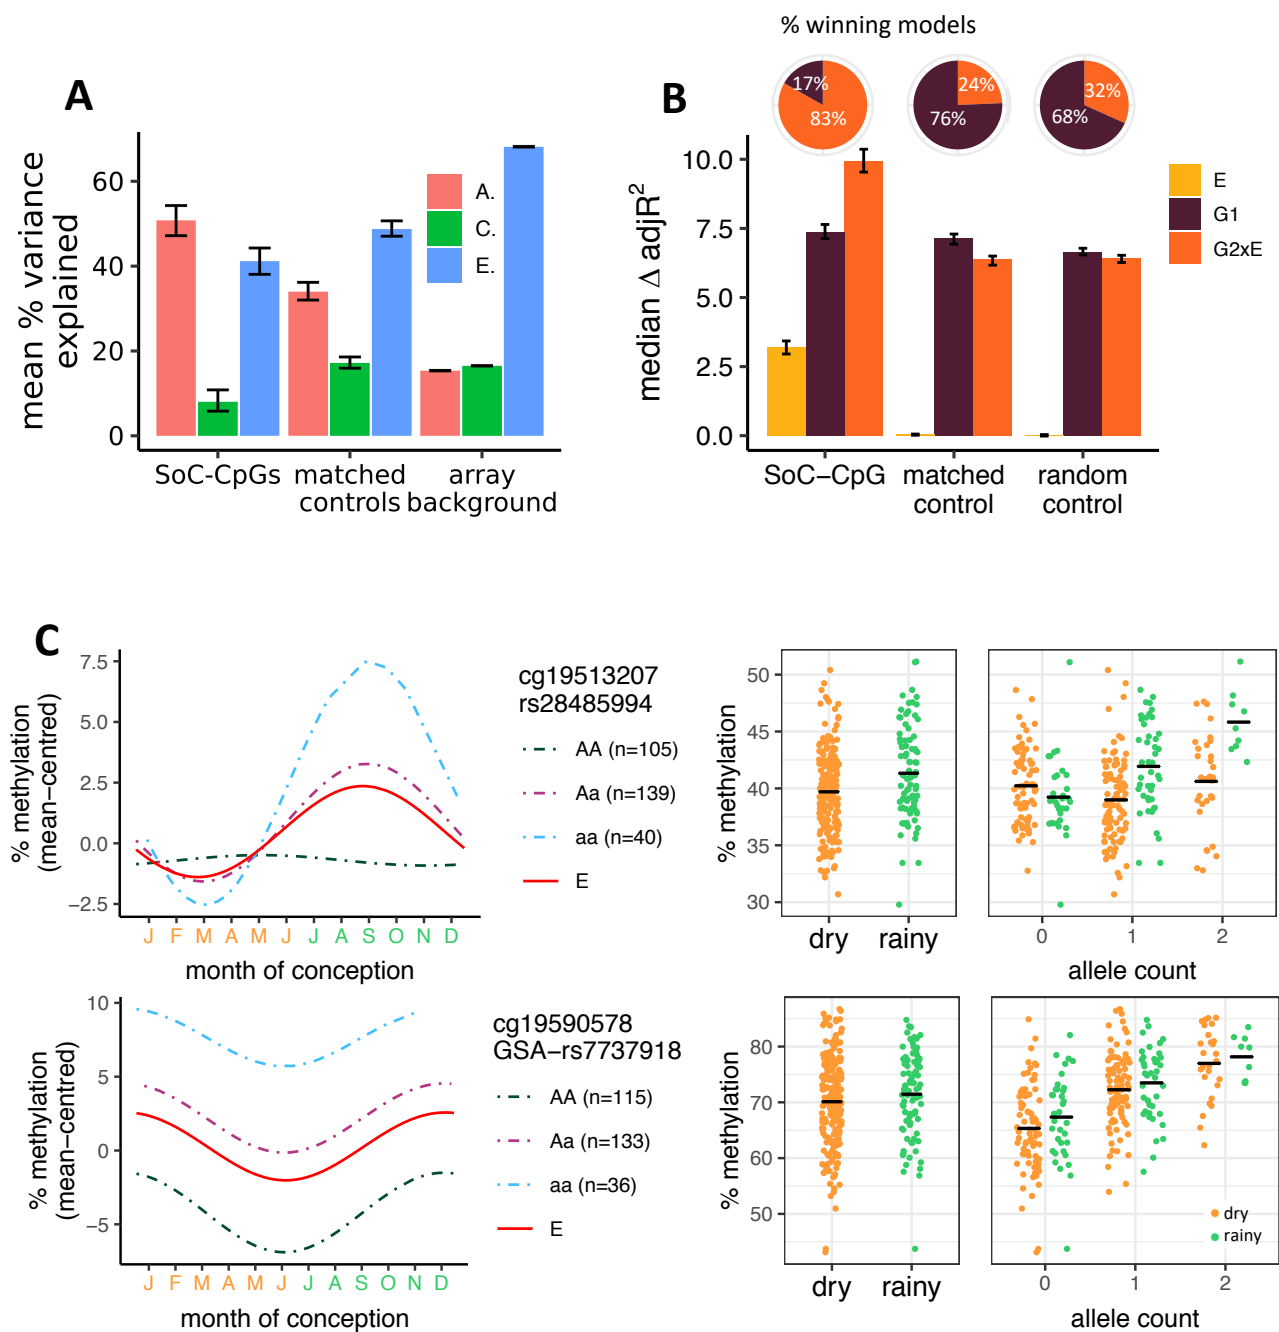 A
mean % variance
explained
60
40
20
0
A.
C.
E.
SoC-CpGs
matched
controls
array
background
% winning models
B
17%
83%
24%
76%
32%
68%
median Δ adjR²
10.0
7.5
5.0
2.5
0.0
E
G1
G2xE
SoC–CpG
matched
control
random
control
C
% methylation
(mean–centred)
7.5
5.0
2.5
0.0
−2.5
J F M A M J J A S O N D
month of conception
cg19513207
rs28485994
AA (n=105)
Aa (n=139)
aa (n=40)
E
% methylation
50
45
40
35
30
dry rainy
0 1 2
allele count
% methylation
(mean–centred)
10
5
0
−5
J F M A M J J A S O N D
month of conception
cg19590578
GSA–rs7737918
AA (n=115)
Aa (n=133)
aa (n=36)
E
% methylation
80
70
60
50
dry rainy
dry
rainy
0 1 2
allele count